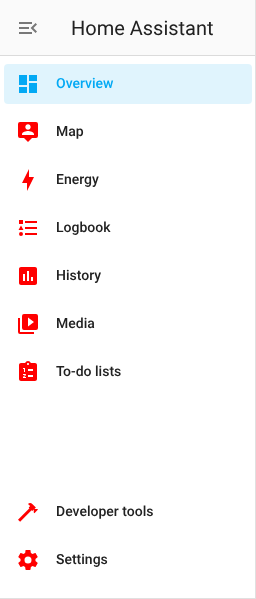 Home Assistant
Overview
Map
Energy
Logbook
History
Media
To-do lists
Developer tools
Settings